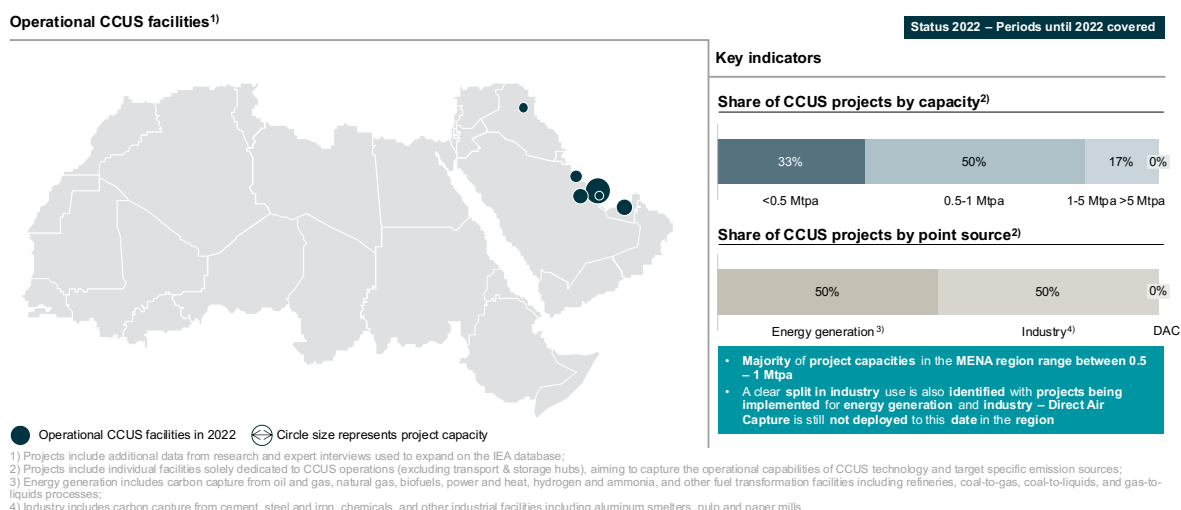 Operational CCUS facilities1)
Status 2022 – Periods until 2022 covered
Key indicators
Share of CCUS projects by capacity2)
33%
50%
17%
0%
<0.5 Mtpa
0.5-1 Mtpa
1-5 Mtpa
>5 Mtpa
Share of CCUS projects by point source2)
50%
50%
0%
Energy generation 3)
Industry4)
DAC
• Majority of project capacities in the MENA region range between 0.5
– 1 Mtpa
• A clear split in industry use is also identified with projects being
implemented for energy generation and industry – Direct Air
Capture is still not deployed to this date in the region
Operational CCUS facilities in 2022
Circle size represents project capacity
1) Projects include additional data from research and expert interviews used to expand on the IEA database;
2) Projects include individual facilities solely dedicated to CCUS operations (excluding transport & storage hubs), aiming to capture the operational capabilities of CCUS technology and target specific emission sources;
3) Energy generation includes carbon capture from oil and gas, natural gas, biofuels, power and heat, hydrogen and ammonia, and other fuel transformation facilities including refineries, coal-to-gas, coal-to-liquids, and gas-to-
liquids processes;
4) Industry includes carbon capture from cement, steel and iron, chemicals, and other industrial facilities including aluminum smelters, pulp and paper mills